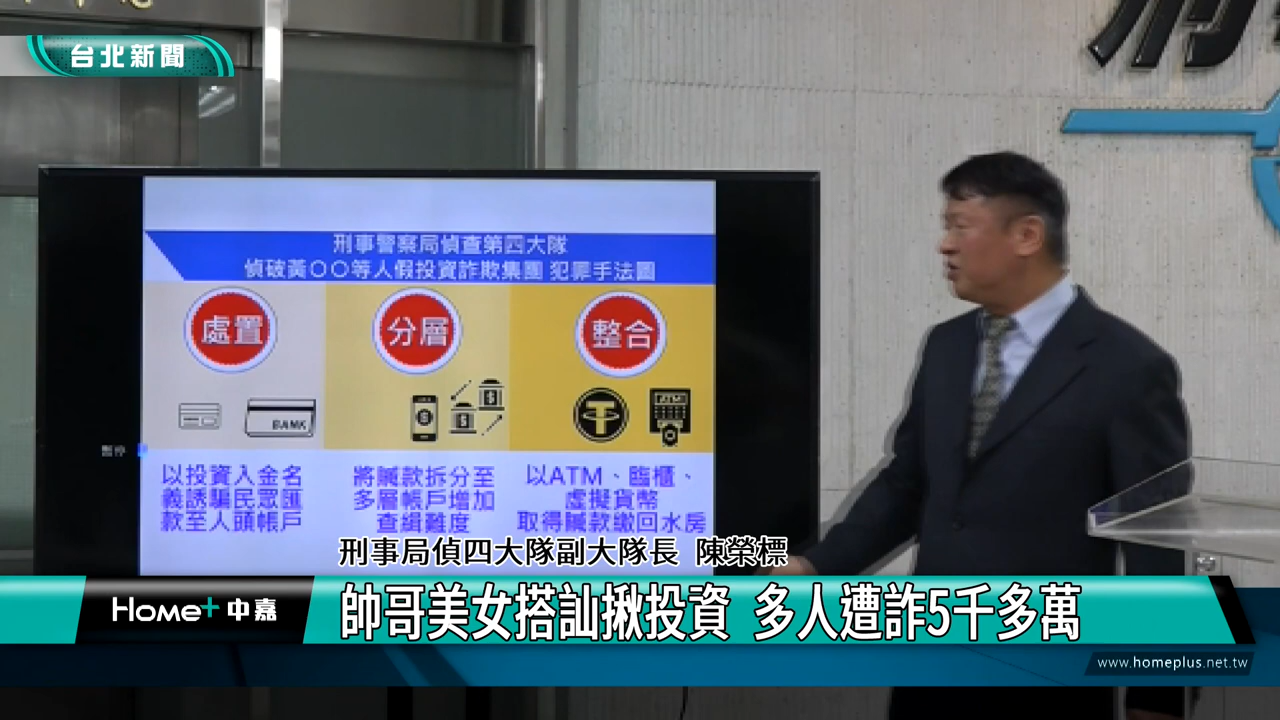 台北新聞
刑事警察局偵查第四大隊
偵破黃〇〇等人假投資詐欺集團 犯罪手法圖
處置
分層
整合
BANK
ATM
以投資入金名
義誘騙民眾匯
款至人頭帳戶
將贓款拆分至
多層帳戶增加
查緝難度
以ATM、臨櫃、
虛擬貨幣
取得贓款繳回水房
暫停
刑事局偵四大隊副大隊長 陳榮標
Home+中嘉
帥哥美女搭訕揪投資 多人遭詐5千多萬
www.homeplus.net.tw